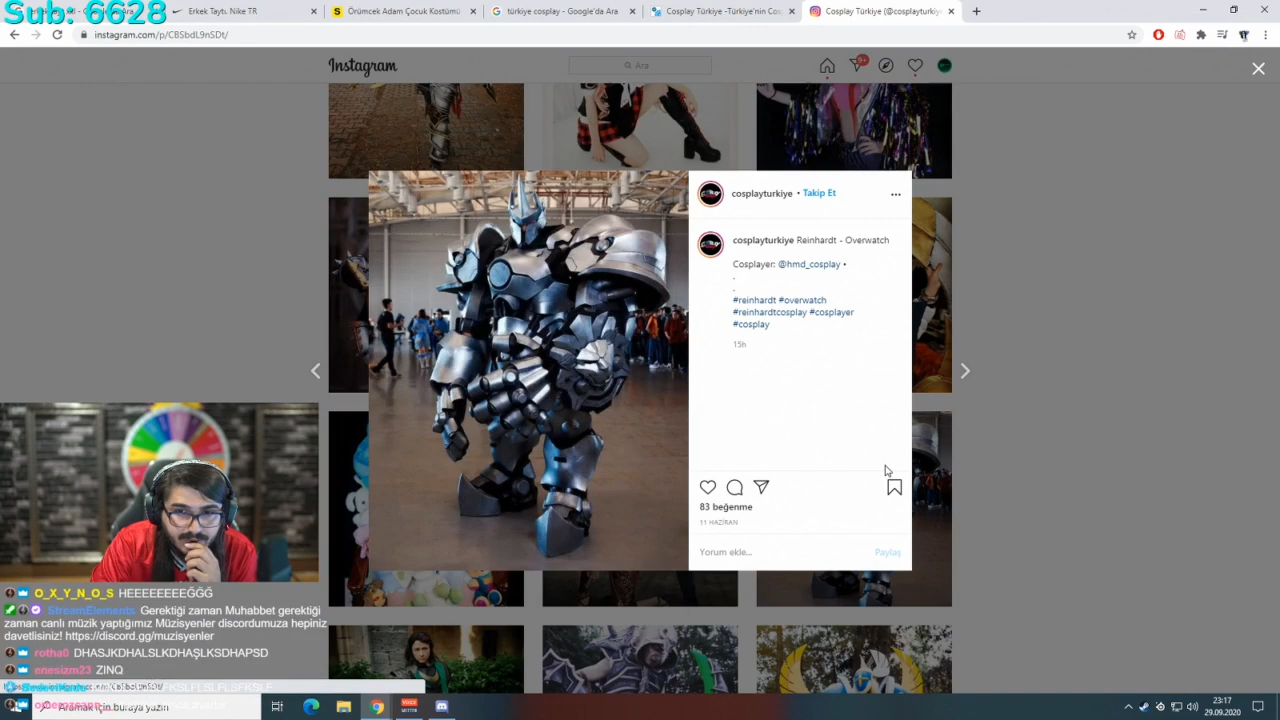 Sub: 6628
Erkek Taytı. Nike TR
Örümcek Adam Çocuk Kostümü
türkiye cosplay - Google'da Ara
Cosplay Türkiye -Türkiye'nin Cos
Cosplay Türkiye (@cosplayturkiye
instagram.com/p/CBSbdL9nSDt/
Instagram
Ara
9+
cosplayturkiye • Takip Et
cosplayturkiye Reinhardt - Overwatch
Cosplayer: @hmd_cosplay •
.
.
#reinhardt #overwatch
#reinhardtcosplay #cosplayer
#cosplay
15h
83 beğenme
11 HAZİRAN
Yorum ekle...
Paylaş
O_X_Y_N_O_S HEEEEEEEEĞĞĞ
StreamElements Gerektiği zaman Muhabbet gerektiği
zaman canlı müzik yaptığımız Müzisyenler discordumuza hepiniz
davetlisiniz! https://discord.gg/muzisyenler
rotha0 DHASJKDHALSLKDHAŞLKSDHAPSD
enesizm23 ZINQ
Aramak için buraya yazın
23:17
29.09.2020